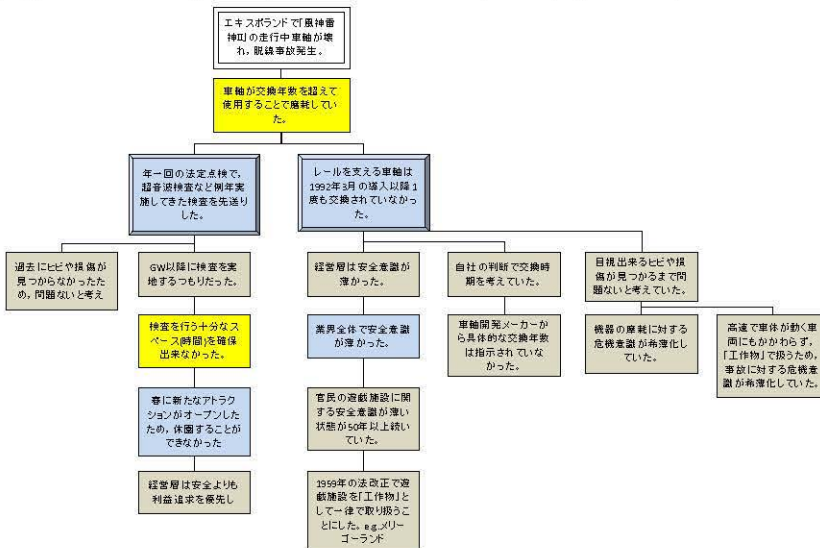 エキスポランドで「風神雷
神Ⅱ」の走行中車軸が壊
れ，脱線事故発生。
車軸が交換年数を超えて
使用することで磨耗してい
た。
年一回の法定点検で，
超音波検査など例年実
施してきた検査を先送り
した。
レールを支える車軸は
1992年3月の導入以降1
度も交換されていなかっ
た。
過去にヒビや損傷が
見つからなかったた
め，問題ないと考え
GW以降に検査を実
地するつもりだった。
経営層は安全意識が
薄かった。
自社の判断で交換時
期を考えていた。
目視出来るヒビや損
傷が見つかるまで問
題ないと考えていた。
検査を行う十分なス
ペース(時間)を確保
出来なかった。
業界全体で安全意識
が薄かった。
車軸開発メーカーか
ら具体的な交換年数
は指示されていな
かった。
機器の磨耗に対する
危機意識が希薄化し
ていた。
高速で車体が動く車
両にもかかわらず，
「工作物」で扱うため，
事故に対する危機意
識が希薄化していた。
春に新たなアトラク
ションがオープンした
ため，休園することが
できなかった
官民の遊戯施設に
関する安全意識が薄い
状態が50年以上続い
ていた。
経営層は安全よりも
利益追求を優先し
1959年の法改正で遊
戯施設を「工作物」と
して一律で取り扱うこ
とにした。e.g.メリー
ゴーランド